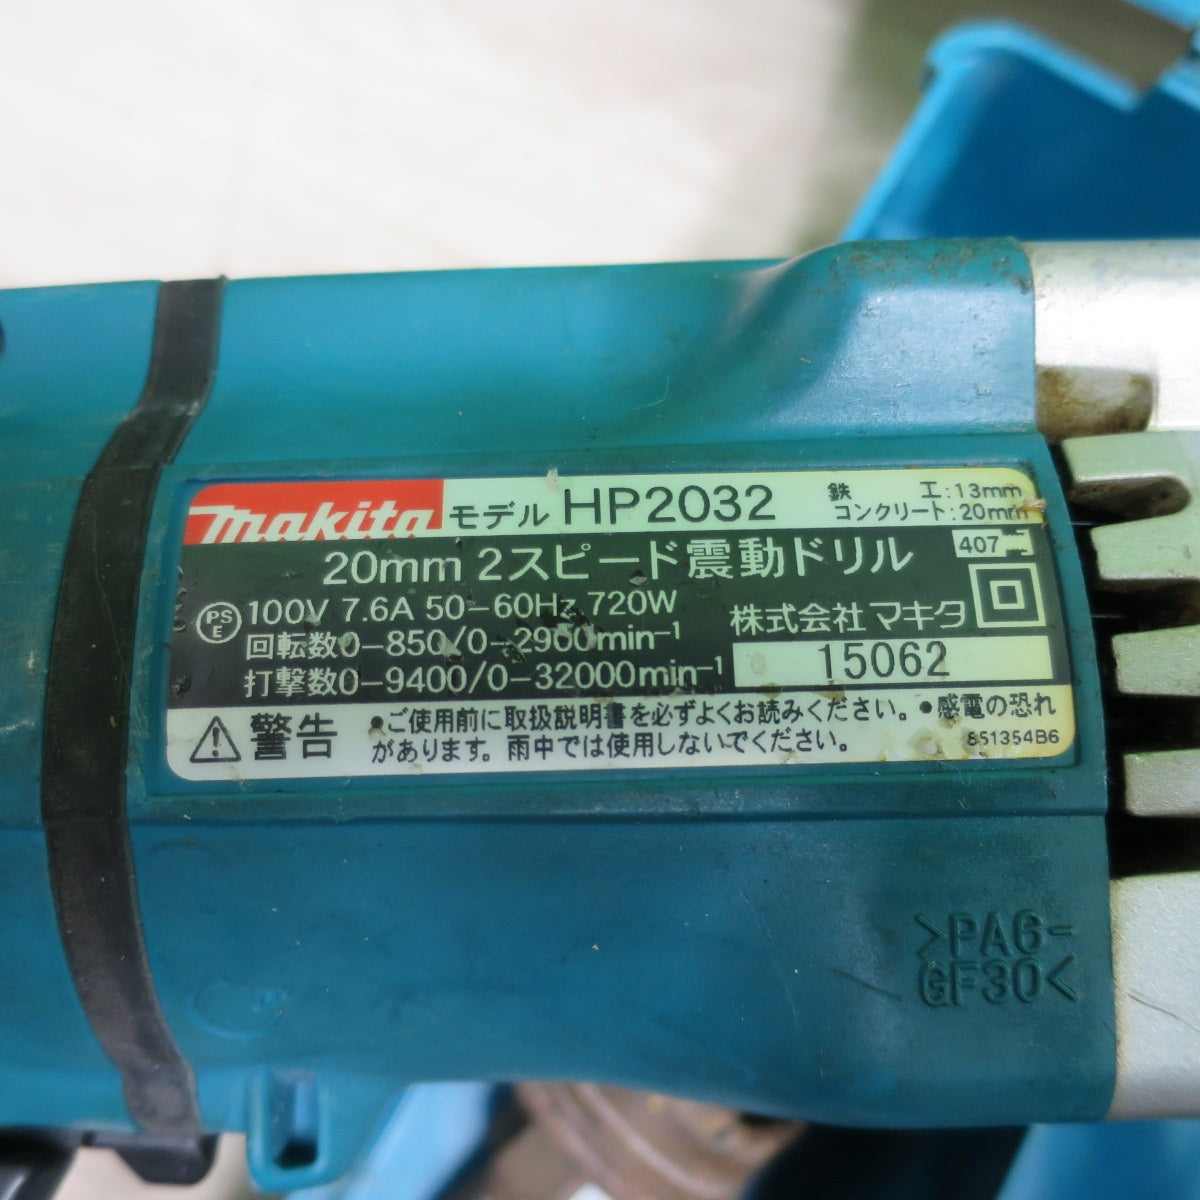 makita モデル HP2032
鉄 工:13mm
コンクリート:20mm
407
20mm 2スピード震動ドリル
PSE 100V 7.6A 50-60Hz 720W
回転数0-850/0-2900min-1
打撃数0-9400/0-32000min-1
株式会社マキタ
15062
警告 ●ご使用前に取扱説明書を必ずよくお読みください。●感電の恐れ
があります。雨中では使用しないでください。
851354B6
>PA6-
GF30<